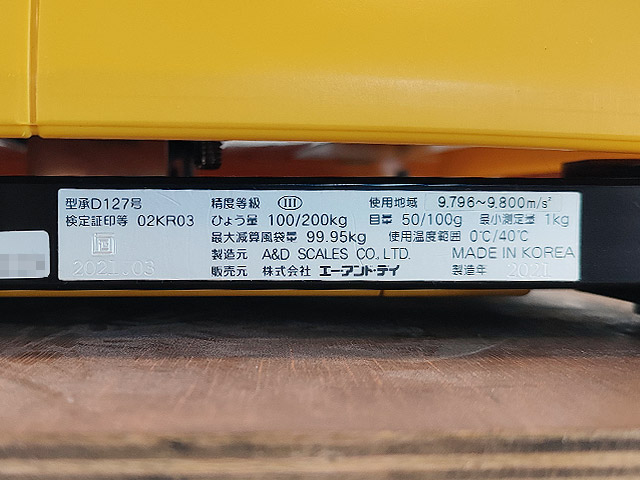 型承D127号 精度等級 III 使用地域 9.796~9.800m/s²
検定証印等 02KR03 ひょう量 100/200kg 目量 50/100g 最小測定量 1kg
最大減算風袋量 99.95kg 使用温度範囲 0℃/40℃
製造元 A&D SCALES CO.,LTD. MADE IN KOREA
2021.03 販売元 株式会社 エー・アンド・デイ 製造年 2021